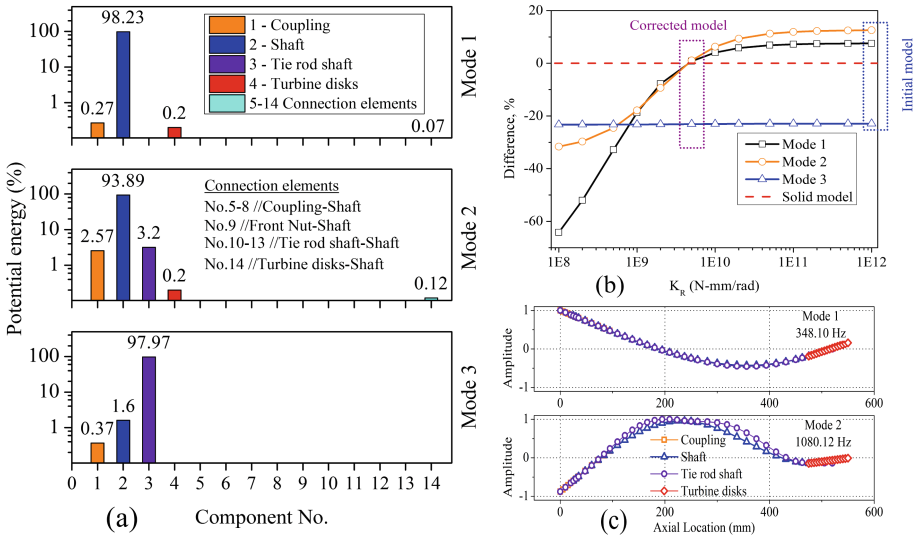 Potential energy (%)
98.23
100
10
1
0.27
0.2
0.07
1 - Coupling
2 - Shaft
3 - Tie rod shaft
4 - Turbine disks
5-14 Connection elements
Mode 1
93.89
100
10
1
2.57
3.2
0.2
0.12
Connection elements
No.5-8 //Coupling-Shaft
No.9 //Front Nut-Shaft
No.10-13 //Tie rod shaft-Shaft
No.14 //Turbine disks-Shaft
Mode 2
97.97
100
10
1
0.37
1.6
Mode 3
0 1 2 3 4 5 6 7 8 9 10 11 12 13 14
(a) Component No.
Difference, %
20
0
-20
-40
-60
Corrected model
Initial model
Mode 1
Mode 2
Mode 3
Solid model
1E8 1E9 1E10 1E11 1E12
(b) K_R (N-mm/rad)
Amplitude
1
0
-1
Mode 1
348.10 Hz
0 200 400 600
Amplitude
1
0
-1
Mode 2
1080.12 Hz
Coupling
Shaft
Tie rod shaft
Turbine disks
0 200 400 600
(c) Axial Location (mm)